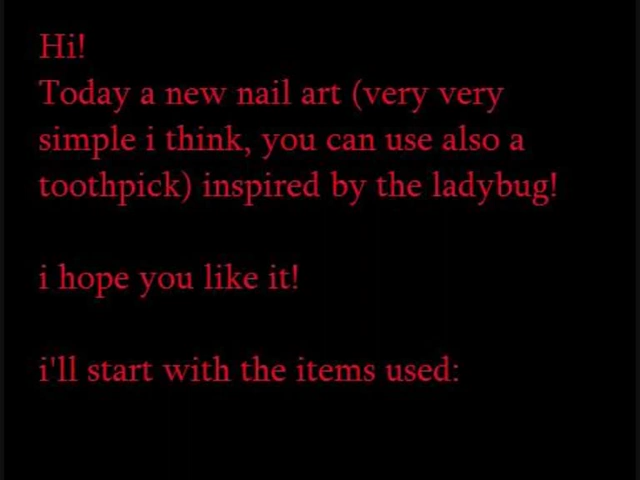 Hi!
Today a new nail art (very very
simple i think, you can use also a
toothpick) inspired by the ladybug!
i hope you like it!
i'll start with the items used: